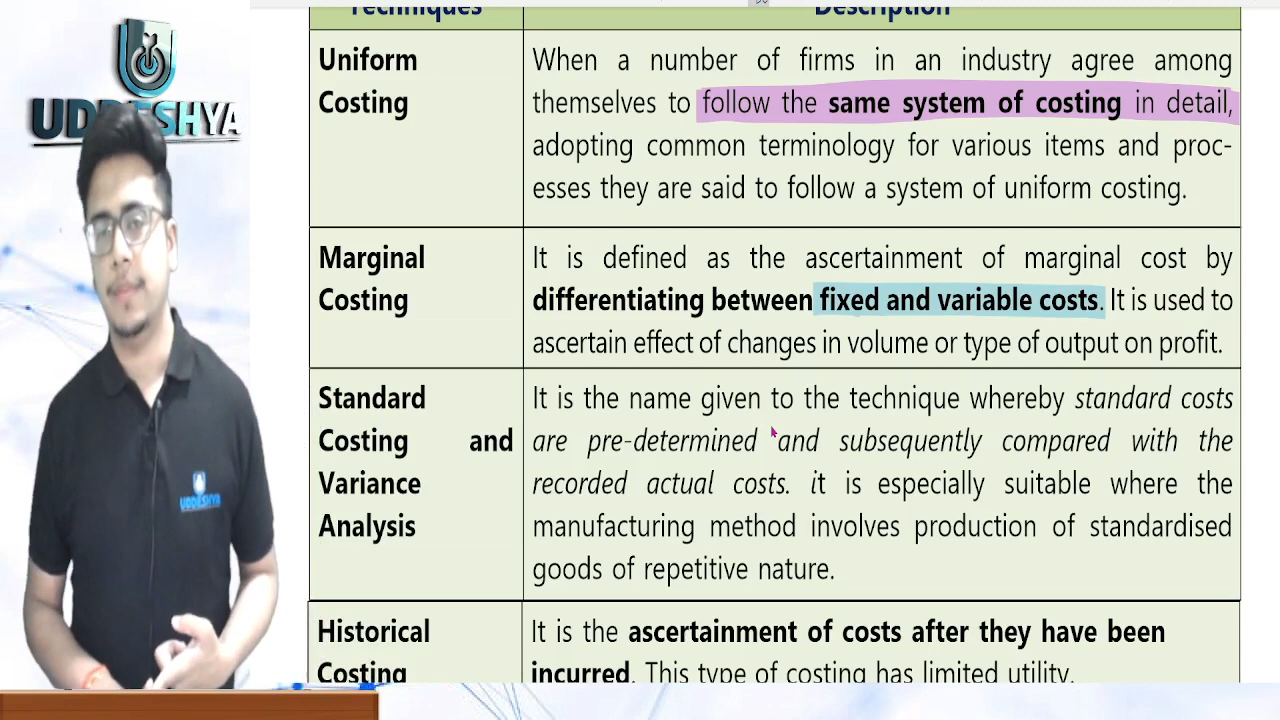 Techniques Description
UDDESHYA
Uniform
Costing
When a number of firms in an industry agree among
themselves to follow the same system of costing in detail,
adopting common terminology for various items and proc-
esses they are said to follow a system of uniform costing.
Marginal
Costing
It is defined as the ascertainment of marginal cost by
differentiating between fixed and variable costs. It is used to
ascertain effect of changes in volume or type of output on profit.
Standard
Costing and
Variance
Analysis
It is the name given to the technique whereby standard costs
are pre-determined and subsequently compared with the
recorded actual costs. it is especially suitable where the
manufacturing method involves production of standardised
goods of repetitive nature.
UDDESHYA
Historical
Costing
It is the ascertainment of costs after they have been
incurred. This type of costing has limited utility.